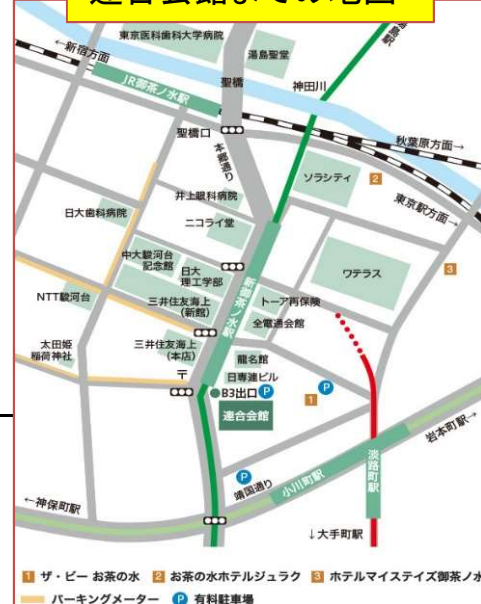 連合会館までの地図
東京医科歯科大学病院
湯島聖堂
←新宿方面
JR御茶ノ水駅
聖橋
神田川
聖橋口
本郷通り
秋葉原方面→
ソラシティ
2
東京駅方面→
井上眼科病院
日大歯科病院
ニコライ堂
中大駿河台
記念館
日大
理工学部
新御茶ノ水駅
ワテラス
3
NTT駿河台
三井住友海上
(新館)
トーア再保険
全電通会館
太田姫
稲荷神社
三井住友海上
(本店)
龍名館
〒
日専連ビル
B3出口
P
P
1
連合会館
岩本町駅→
淡路町駅
小川町駅
P
靖国通り
←神保町駅
↓大手町駅
1 ザ・ビー お茶の水 2 お茶の水ホテルジュラク 3 ホテルマイステイズ御茶ノ水
パーキングメーター P 有料駐車場